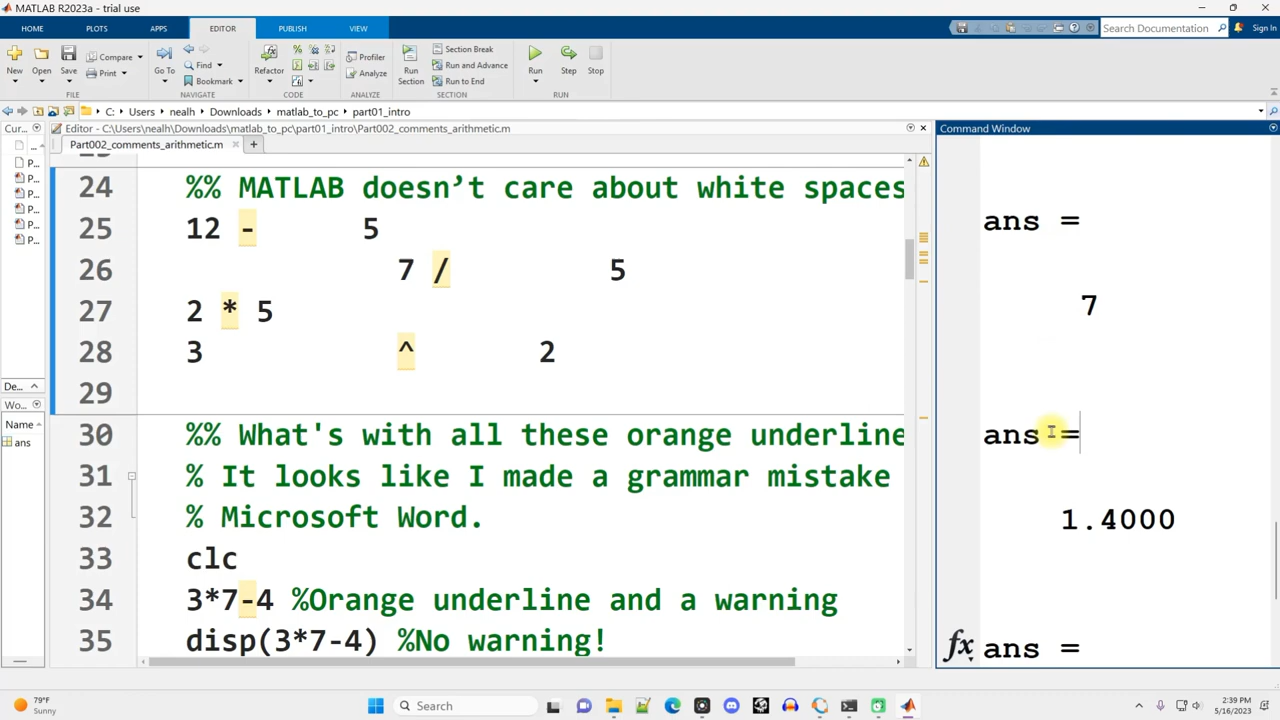 MATLAB R2023a - trial use
HOME PLOTS APPS EDITOR PUBLISH VIEW Search Documentation Sign In
New Open Save Compare Print Go To Find Bookmark Refactor Profiler Analyze Run Section Section Break Run and Advance Run to End Run Step Stop
FILE NAVIGATE CODE ANALYZE SECTION RUN
C: Users nealh Downloads matlab_to_pc part01_intro
Cur... Editor - C:\Users\nealh\Downloads\matlab_to_pc\part01_intro\Part002_comments_arithmetic.m Command Window
Part002_comments_arithmetic.m
...
P...
P...
P...
P...
P...
P...
De...
Wo...
Name
ans
24 %% MATLAB doesn’t care about white spaces
25 12 - 5
26 7 / 5
27 2 * 5
28 3 ^ 2
29
30 %% What's with all these orange underline
31 % It looks like I made a grammar mistake
32 % Microsoft Word.
33 clc
34 3*7-4 %Orange underline and a warning
35 disp(3*7-4) %No warning!
ans =
7
ans =
1.4000
fx ans =
79°F
Sunny
Search
2:39 PM
5/16/2023